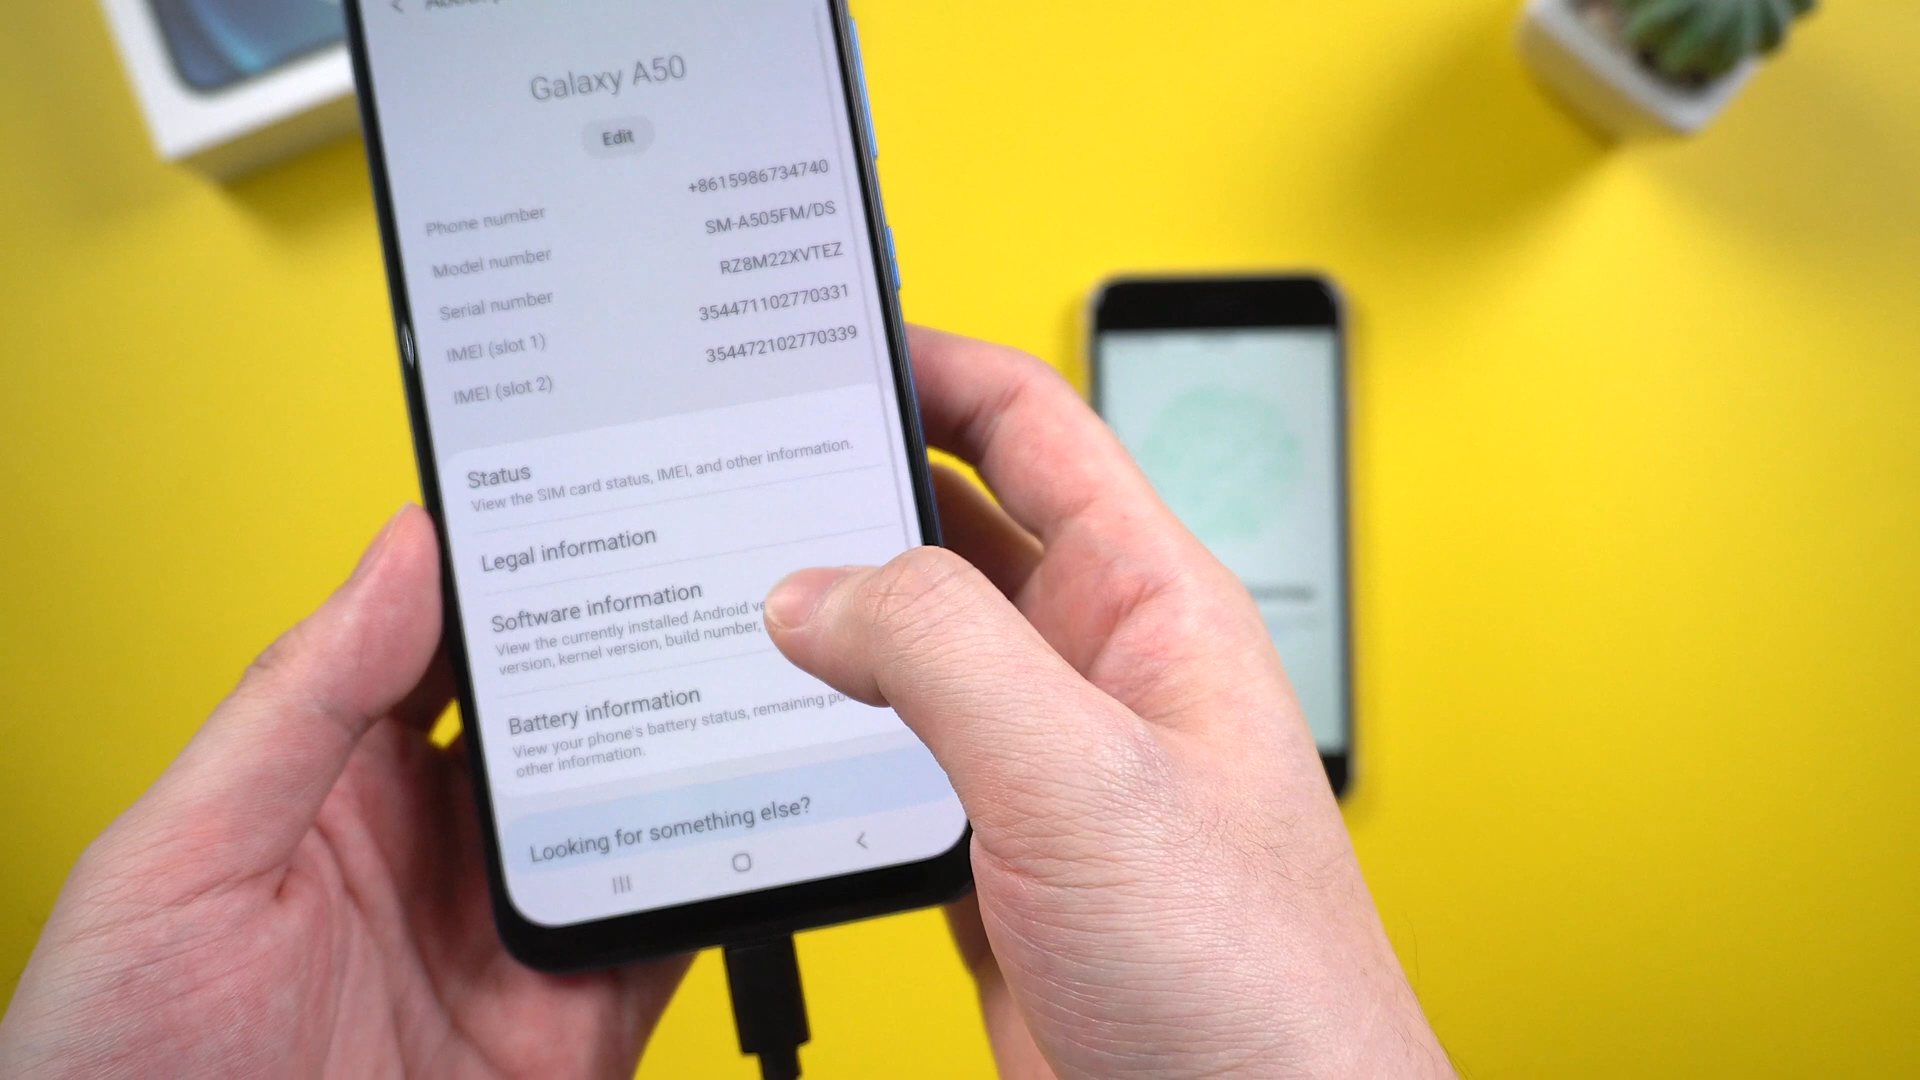 Galaxy A50
Edit
Phone number +8615986734740
Model number SM-A505FM/DS
Serial number RZ8M22XVTEZ
IMEI (slot 1) 354471102770331
IMEI (slot 2) 354472102770339
Status
View the SIM card status, IMEI, and other information.
Legal information
Software information
View the currently installed Android
version, kernel version, build number,
Battery information
View your phone's battery status, remaining
other information.
Looking for something else?